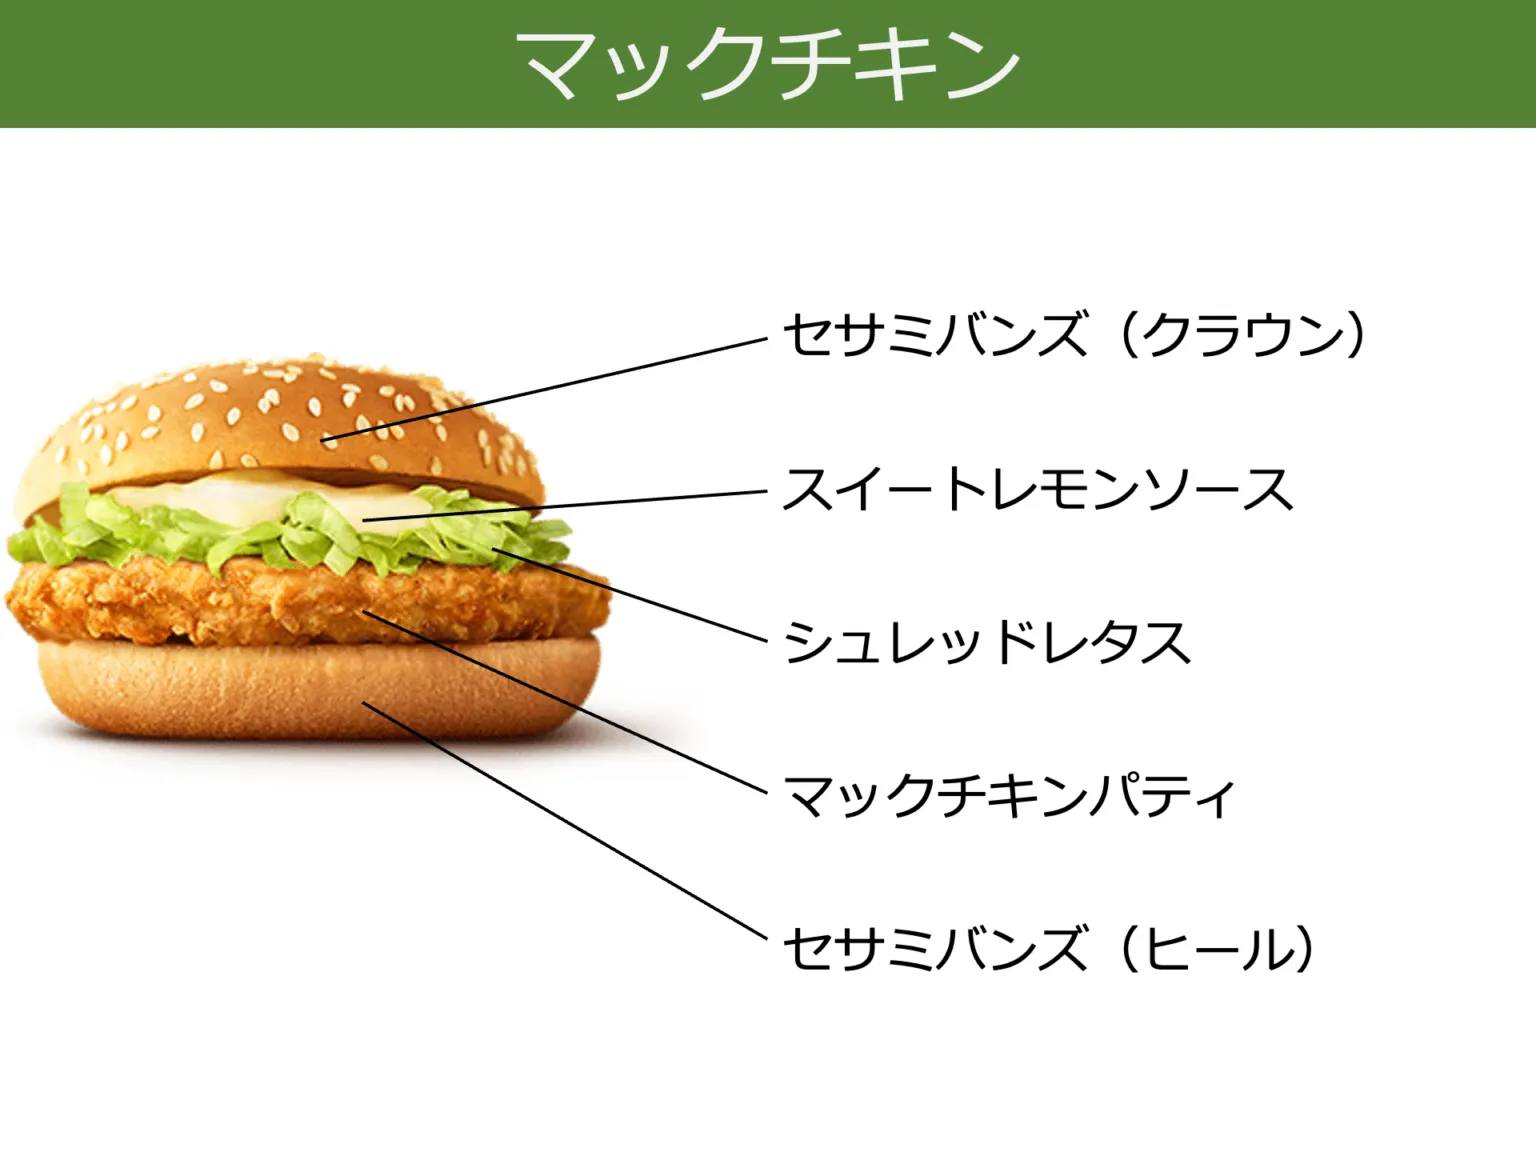 マックチキン
セサミバンズ（クラウン）
スイートレモンソース
シュレッドレタス
マックチキンパティ
セサミバンズ（ヒール）